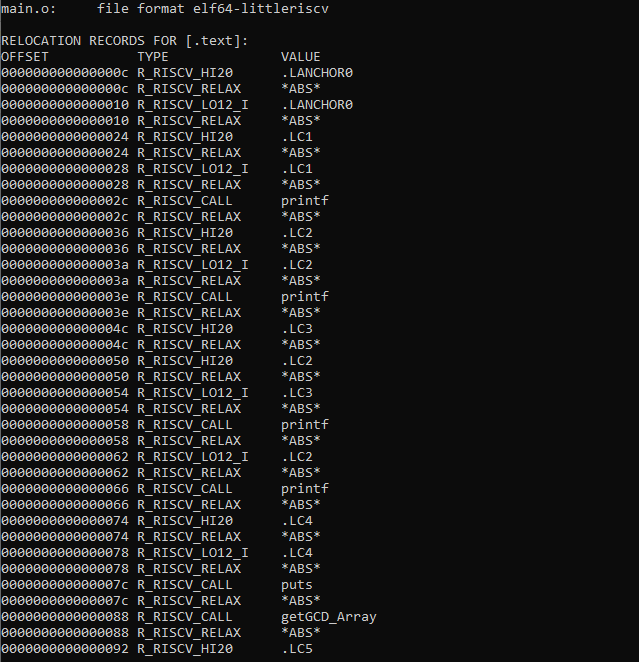 main.o:     file format elf64-littleriscv

RELOCATION RECORDS FOR [.text]:
OFFSET           TYPE              VALUE
000000000000000c R_RISCV_HI20      .LANCHOR0
000000000000000c R_RISCV_RELAX     *ABS*
0000000000000010 R_RISCV_LO12_I    .LANCHOR0
0000000000000010 R_RISCV_RELAX     *ABS*
0000000000000024 R_RISCV_HI20      .LC1
0000000000000024 R_RISCV_RELAX     *ABS*
0000000000000028 R_RISCV_LO12_I    .LC1
0000000000000028 R_RISCV_RELAX     *ABS*
000000000000002c R_RISCV_CALL      printf
000000000000002c R_RISCV_RELAX     *ABS*
0000000000000036 R_RISCV_HI20      .LC2
0000000000000036 R_RISCV_RELAX     *ABS*
000000000000003a R_RISCV_LO12_I    .LC2
000000000000003a R_RISCV_RELAX     *ABS*
000000000000003e R_RISCV_CALL      printf
000000000000003e R_RISCV_RELAX     *ABS*
000000000000004c R_RISCV_HI20      .LC3
000000000000004c R_RISCV_RELAX     *ABS*
0000000000000050 R_RISCV_HI20      .LC2
0000000000000050 R_RISCV_RELAX     *ABS*
0000000000000054 R_RISCV_LO12_I    .LC3
0000000000000054 R_RISCV_RELAX     *ABS*
0000000000000058 R_RISCV_CALL      printf
0000000000000058 R_RISCV_RELAX     *ABS*
0000000000000062 R_RISCV_LO12_I    .LC2
0000000000000062 R_RISCV_RELAX     *ABS*
0000000000000066 R_RISCV_CALL      printf
0000000000000066 R_RISCV_RELAX     *ABS*
0000000000000074 R_RISCV_HI20      .LC4
0000000000000074 R_RISCV_RELAX     *ABS*
0000000000000078 R_RISCV_LO12_I    .LC4
0000000000000078 R_RISCV_RELAX     *ABS*
000000000000007c R_RISCV_CALL      puts
000000000000007c R_RISCV_RELAX     *ABS*
0000000000000088 R_RISCV_CALL      getGCD_Array
0000000000000088 R_RISCV_RELAX     *ABS*
0000000000000092 R_RISCV_HI20      .LC5